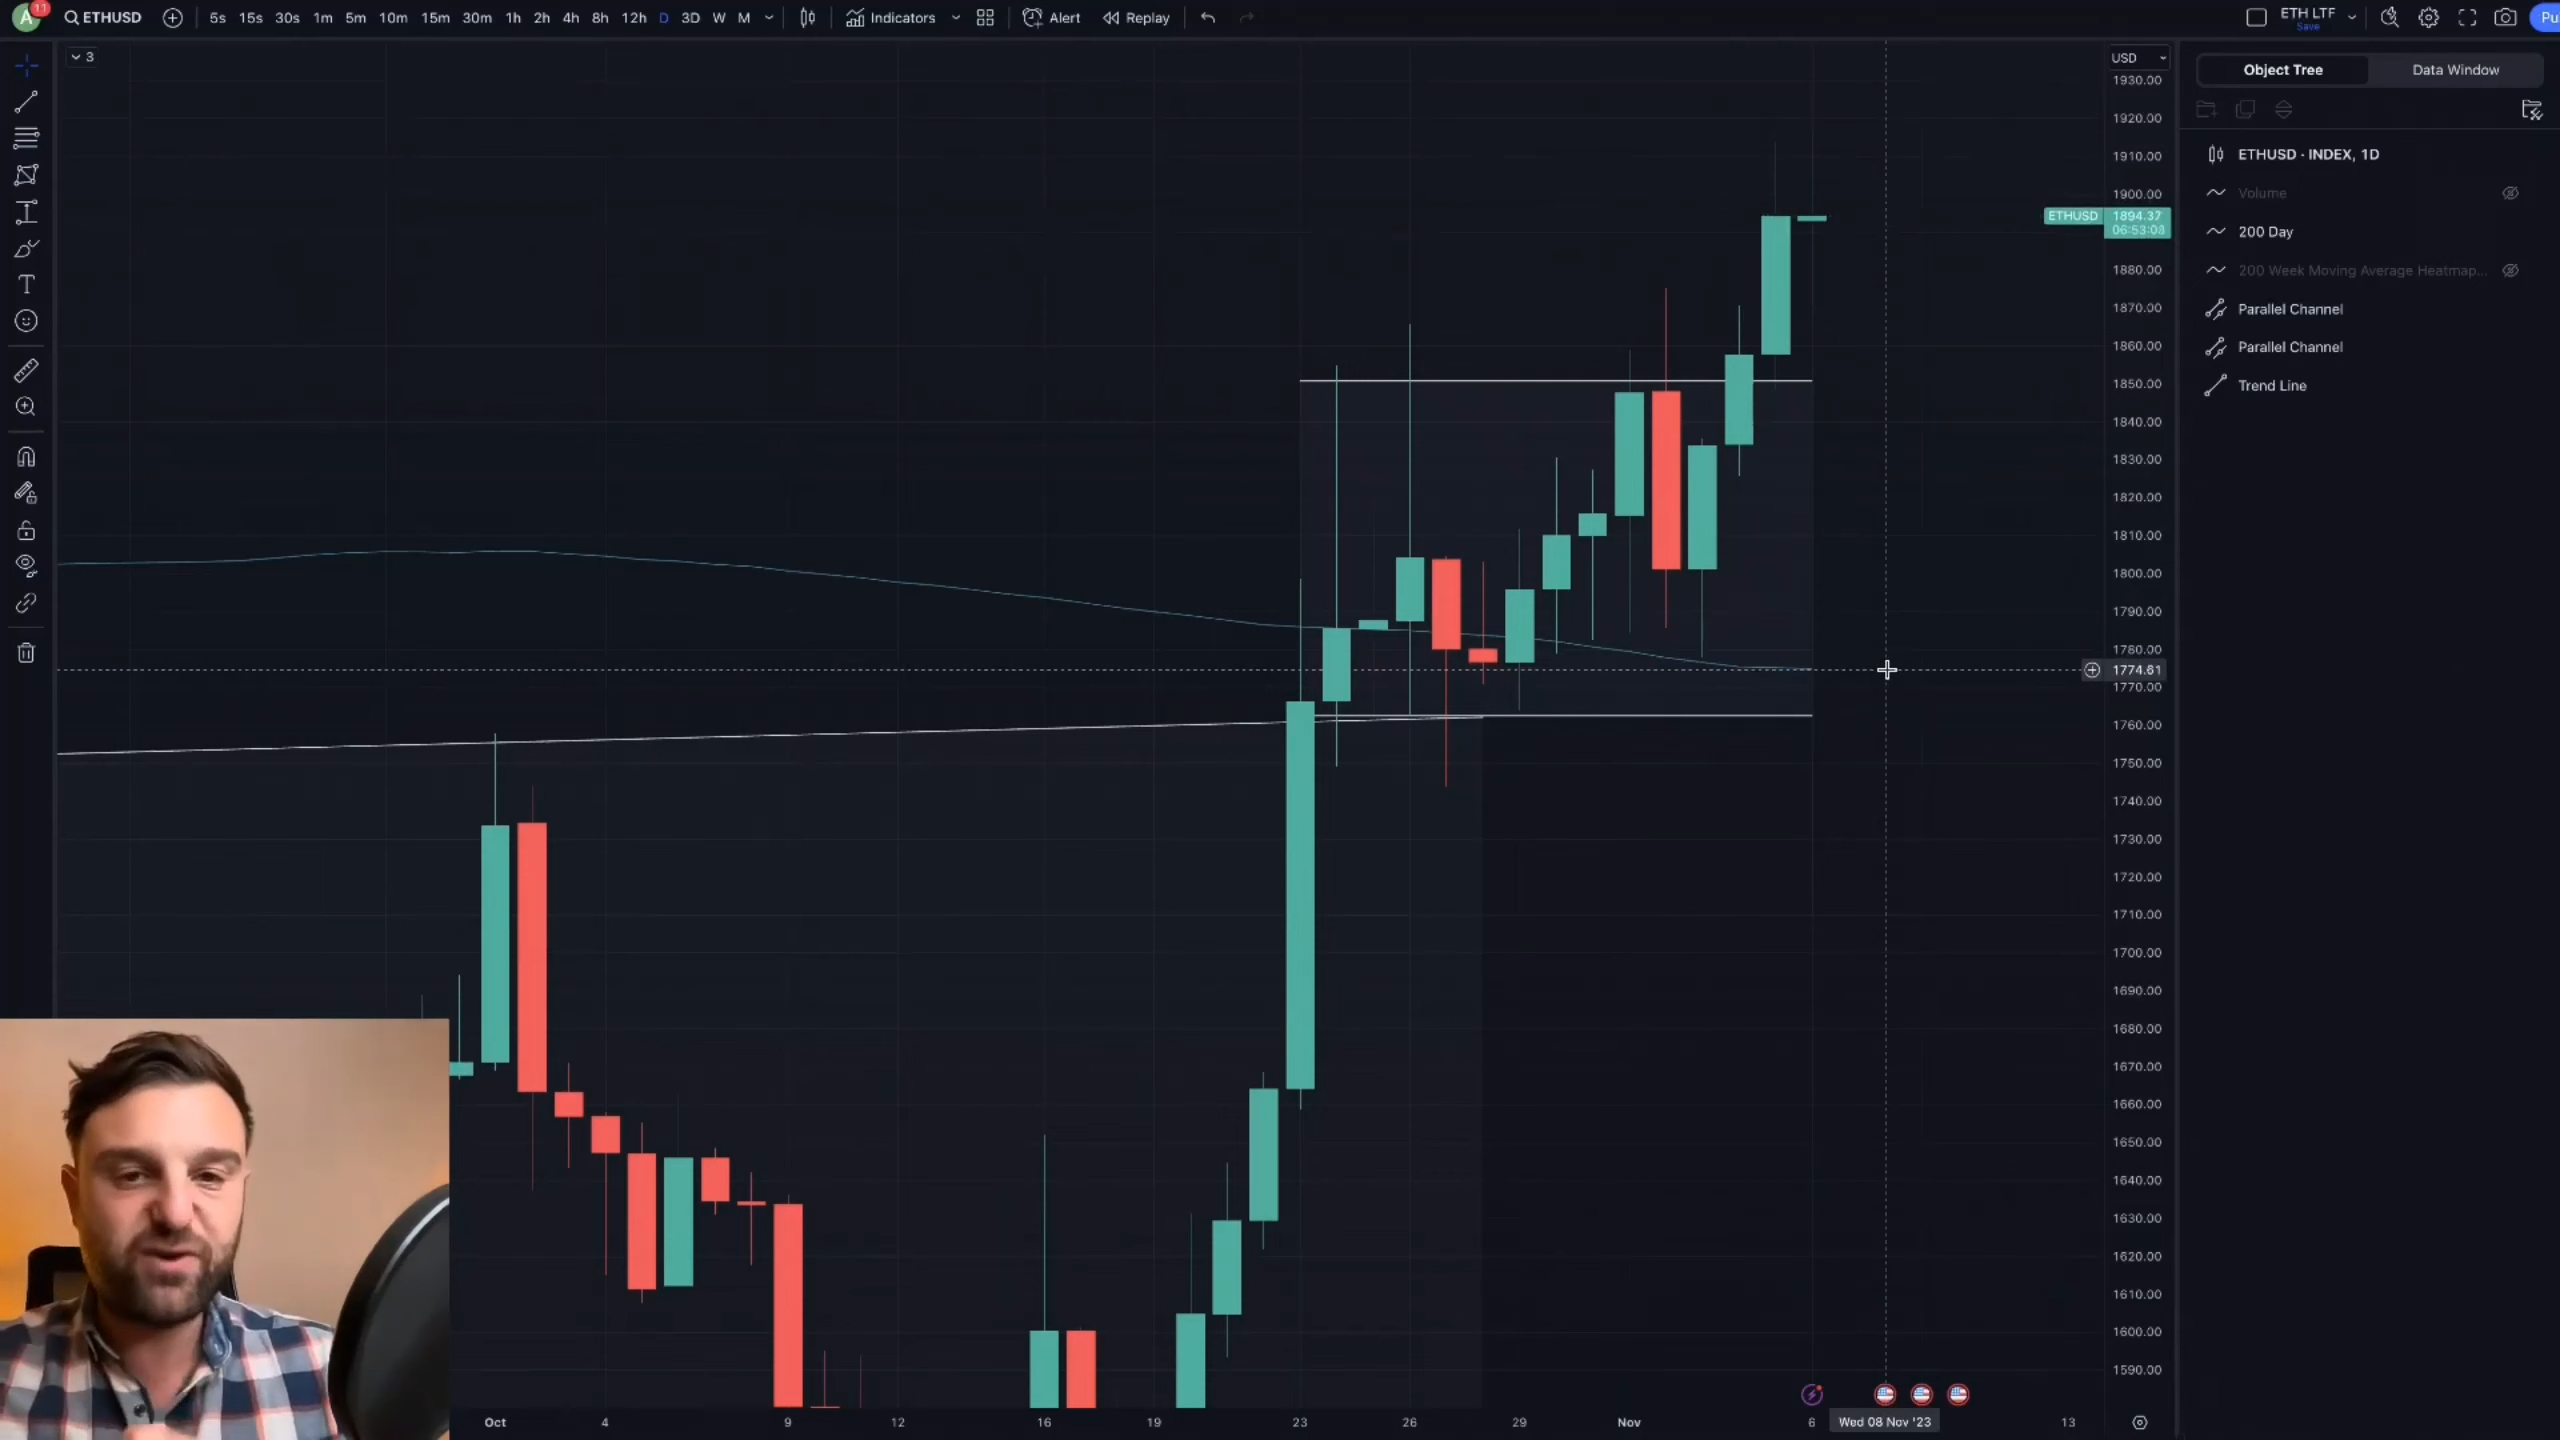 A 11 ETHUSD 5s 15s 30s 1m 5m 10m 15m 30m 1h 2h 4h 8h 12h D 3D W M Indicators Alert Replay ETH LTF Pu
Save
3
USD
Object Tree Data Window
1930.00
1920.00
1910.00
ETHUSD · INDEX, 1D
1900.00
Volume
ETHUSD 1894.37
06:53:08
200 Day
1880.00
200 Week Moving Average Heatmap...
1870.00
Parallel Channel
1860.00
Parallel Channel
1850.00
Trend Line
1840.00
1830.00
1820.00
1810.00
1800.00
1790.00
1780.00
1774.61
1770.00
1760.00
1750.00
1740.00
1730.00
1720.00
1710.00
1700.00
1690.00
1680.00
1670.00
1660.00
1650.00
1640.00
1630.00
1620.00
1610.00
1600.00
1590.00
Oct 4 9 12 16 19 23 26 29 Nov 6 Wed 08 Nov '23 13